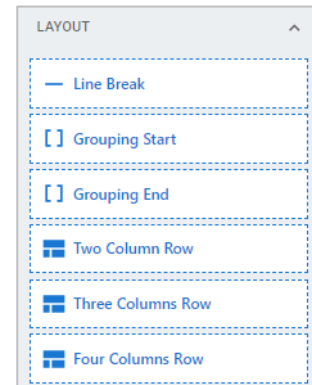 LAYOUT
Line Break
Grouping Start
Grouping End
Two Column Row
Three Columns Row
Four Columns Row